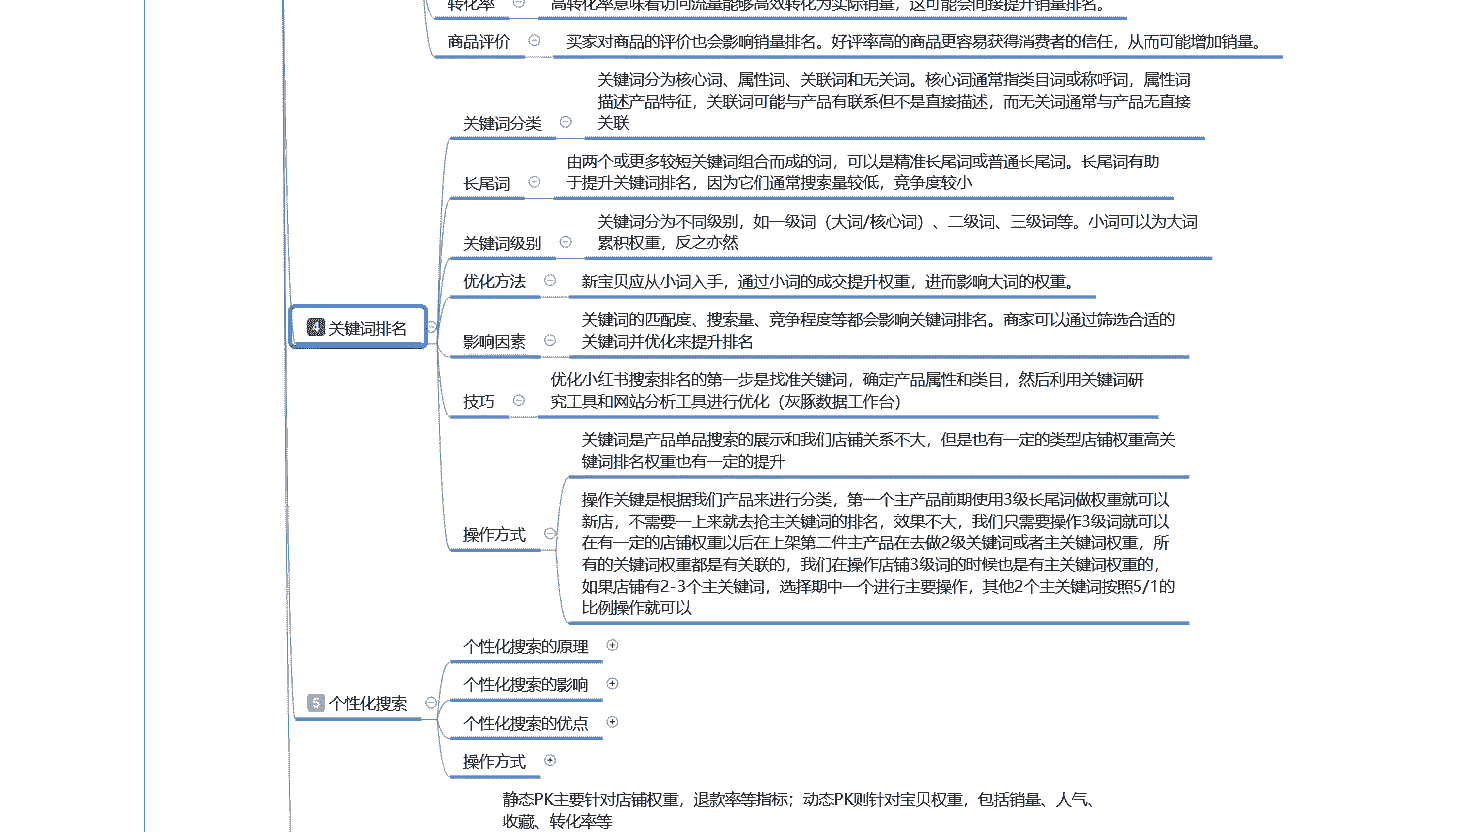 转化率
高转化率意味着访问流量能够高效转化为实际销量，这可能会间接提升销量排名。
商品评价
买家对商品的评价也会影响销量排名。好评率高的商品更容易获得消费者的信任，从而可能增加销量。
4 关键词排名
关键词分类
关键词分为核心词、属性词、关联词和无关词。核心词通常指类目词或称呼词，属性词
描述产品特征，关联词可能与产品有联系但不是直接描述，而无关词通常与产品无直接
关联
长尾词
由两个或更多较短关键词组合而成的词，可以是精准长尾词或普通长尾词。长尾词有助
于提升关键词排名，因为它们通常搜索量较低，竞争度较小
关键词级别
关键词分为不同级别，如一级词（大词/核心词）、二级词、三级词等。小词可以为大词
累积权重，反之亦然
优化方法
新宝贝应从小词入手，通过小词的成交提升权重，进而影响大词的权重。
影响因素
关键词的匹配度、搜索量、竞争程度等都会影响关键词排名。商家可以通过筛选合适的
关键词并优化来提升排名
技巧
优化小红书搜索排名的第一步是找准关键词，确定产品属性和类目，然后利用关键词研
究工具和网站分析工具进行优化（灰豚数据工作台）
操作方式
关键词是产品单品搜索的展示和我们店铺关系不大，但是也有一定的类型店铺权重高关
键词排名权重也有一定的提升
操作关键是根据我们产品来进行分类，第一个主产品前期使用3级长尾词做权重就可以
新店，不需要一上来就去抢主关键词的排名，效果不大，我们只需要操作3级词就可以
在有一定的店铺权重以后在上架第二件主产品在去做2级关键词或者主关键词权重，所
有的关键词权重都是有关联的，我们在操作店铺3级词的时候也是有主关键词权重的，
如果店铺有2-3个主关键词，选择期中一个进行主要操作，其他2个主关键词按照5/1的
比例操作就可以
5 个性化搜索
个性化搜索的原理
个性化搜索的影响
个性化搜索的优点
操作方式
静态PK主要针对店铺权重，退款率等指标；动态PK则针对宝贝权重，包括销量、人气、
收藏、转化率等